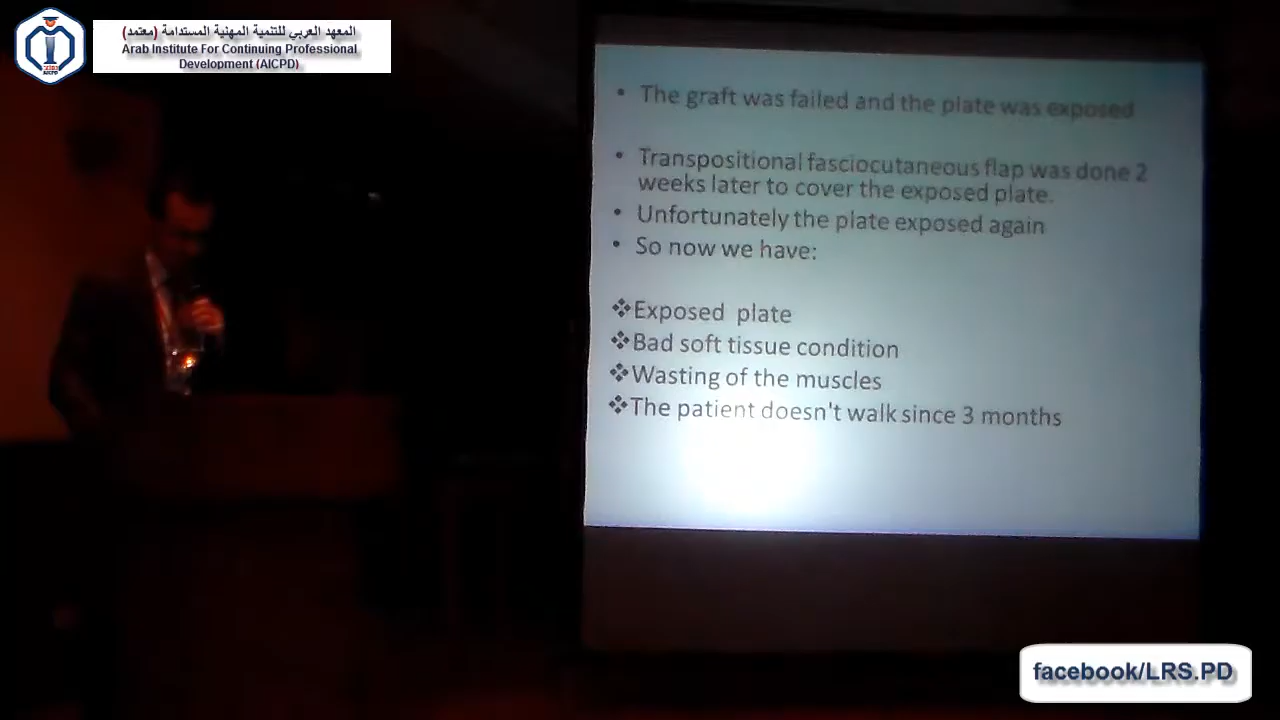 المعهد العربي للتنمية المهنية المستدامة (معتمد)
Arab Institute For Continuing Professional
Development (AICPD)
AICPD
• The graft was failed and the plate was exposed
• Transpositional fasciocutaneous flap was done 2
weeks later to cover the exposed plate.
• Unfortunately the plate exposed again
• So now we have:
❖Exposed plate
❖Bad soft tissue condition
❖Wasting of the muscles
❖The patient doesn't walk since 3 months
facebook/LRS.PD